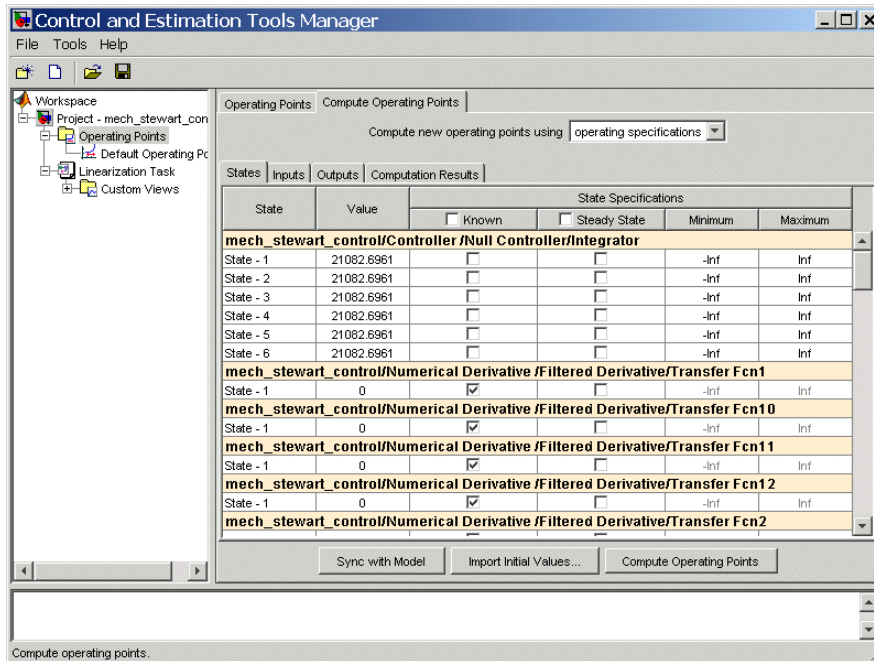 Control and Estimation Tools Manager
File Tools Help
Workspace
Project - mech_stewart_con
Operating Points
Default Operating Po
Linearization Task
Custom Views
Operating Points Compute Operating Points
Compute new operating points using operating specifications
States Inputs Outputs Computation Results
State Value State Specifications
Known Steady State Minimum Maximum
mech_stewart_control/Controller /Null Controller/Integrator
State - 1 21082.6961 -Inf Inf
State - 2 21082.6961 -Inf Inf
State - 3 21082.6961 -Inf Inf
State - 4 21082.6961 -Inf Inf
State - 5 21082.6961 -Inf Inf
State - 6 21082.6961 -Inf Inf
mech_stewart_control/Numerical Derivative /Filtered Derivative/Transfer Fcn1
State - 1 0 -Inf Inf
mech_stewart_control/Numerical Derivative /Filtered Derivative/Transfer Fcn10
State - 1 0 -Inf Inf
mech_stewart_control/Numerical Derivative /Filtered Derivative/Transfer Fcn11
State - 1 0 -Inf Inf
mech_stewart_control/Numerical Derivative /Filtered Derivative/Transfer Fcn12
State - 1 0 -Inf Inf
mech_stewart_control/Numerical Derivative /Filtered Derivative/Transfer Fcn2
Sync with Model Import Initial Values... Compute Operating Points
Compute operating points.